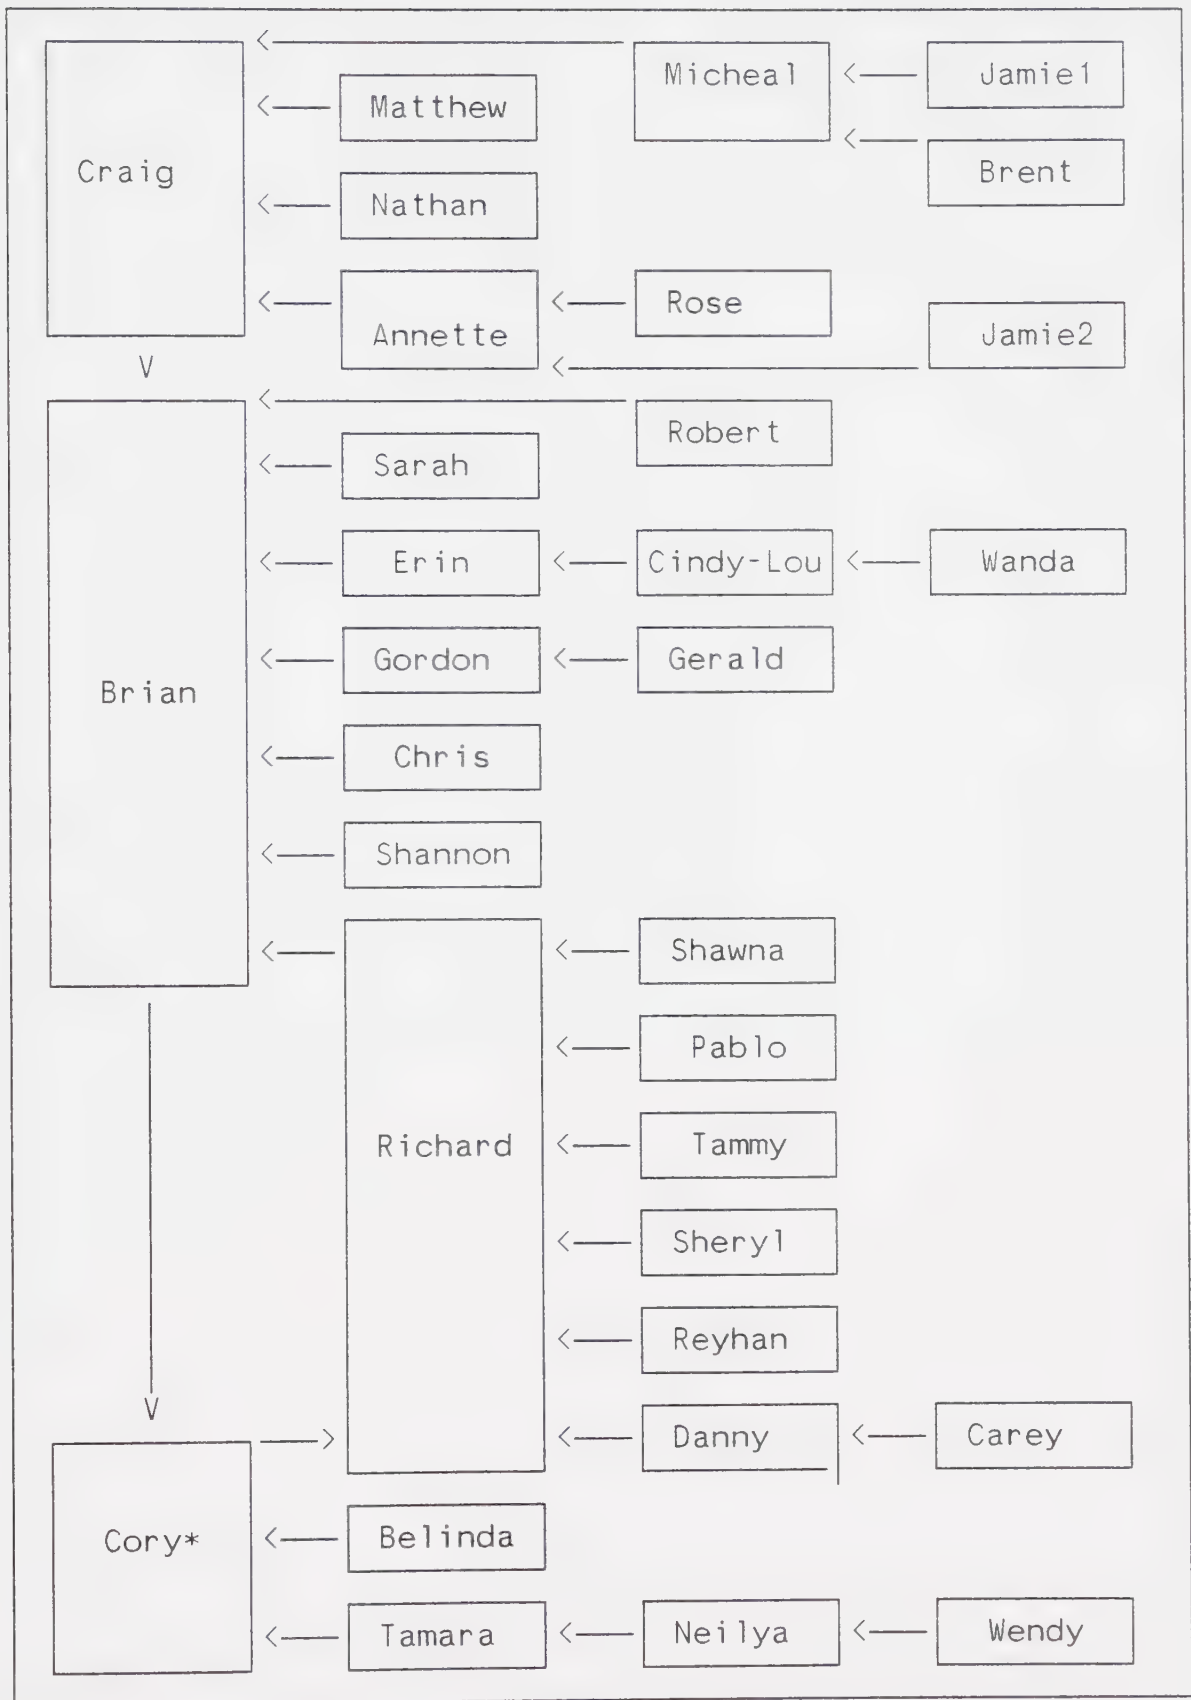 Micheal
Jamie1
Matthew
Craig
Brent
Nathan
Rose
Annette
Jamie2
Robert
Sarah
Erin
Cindy-Lou
Wanda
Gordon
Gerald
Brian
Chris
Shannon
Shawna
Pablo
Richard
Tammy
Sheryl
Reyhan
Danny
Carey
Cory*
Belinda
Tamara
Neilya
Wendy